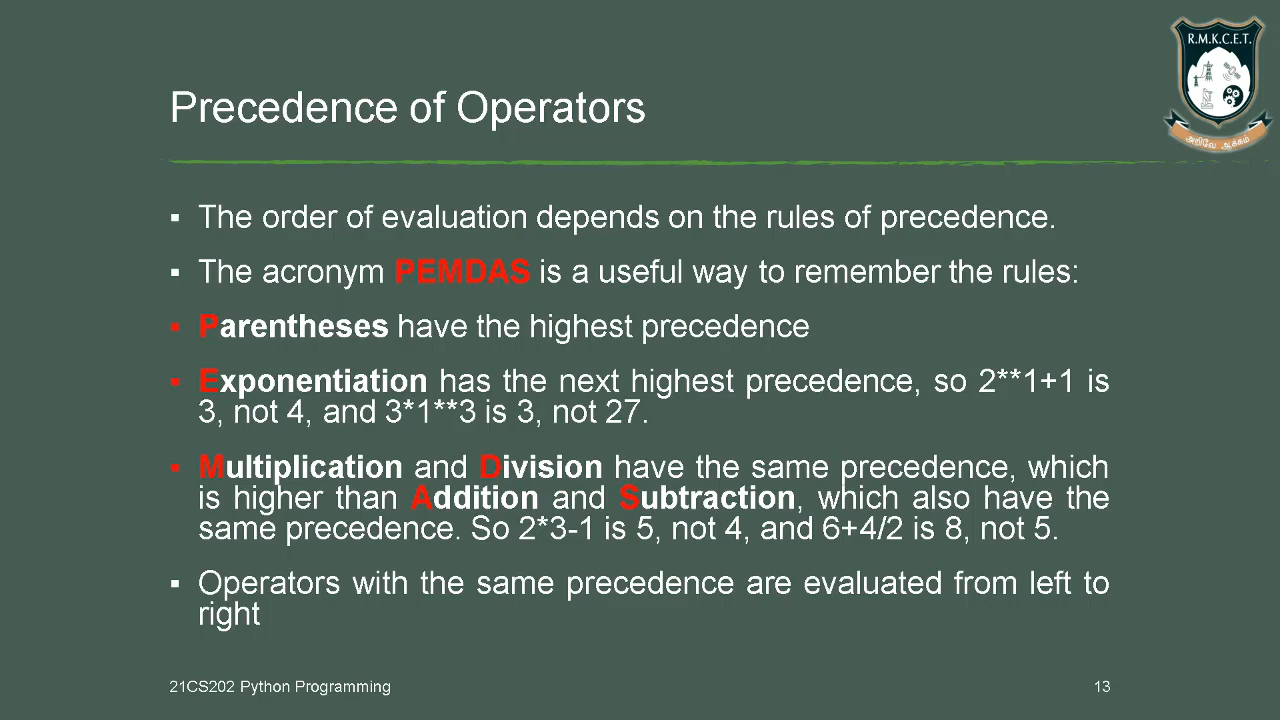 R.M.K.C.E.T.
அறிவே ஆக்கம்
Precedence of Operators
▪ The order of evaluation depends on the rules of precedence.
▪ The acronym PEMDAS is a useful way to remember the rules:
▪ Parentheses have the highest precedence
▪ Exponentiation has the next highest precedence, so 2**1+1 is
3, not 4, and 3*1**3 is 3, not 27.
▪ Multiplication and Division have the same precedence, which
is higher than Addition and Subtraction, which also have the
same precedence. So 2*3-1 is 5, not 4, and 6+4/2 is 8, not 5.
▪ Operators with the same precedence are evaluated from left to
right
21CS202 Python Programming
13